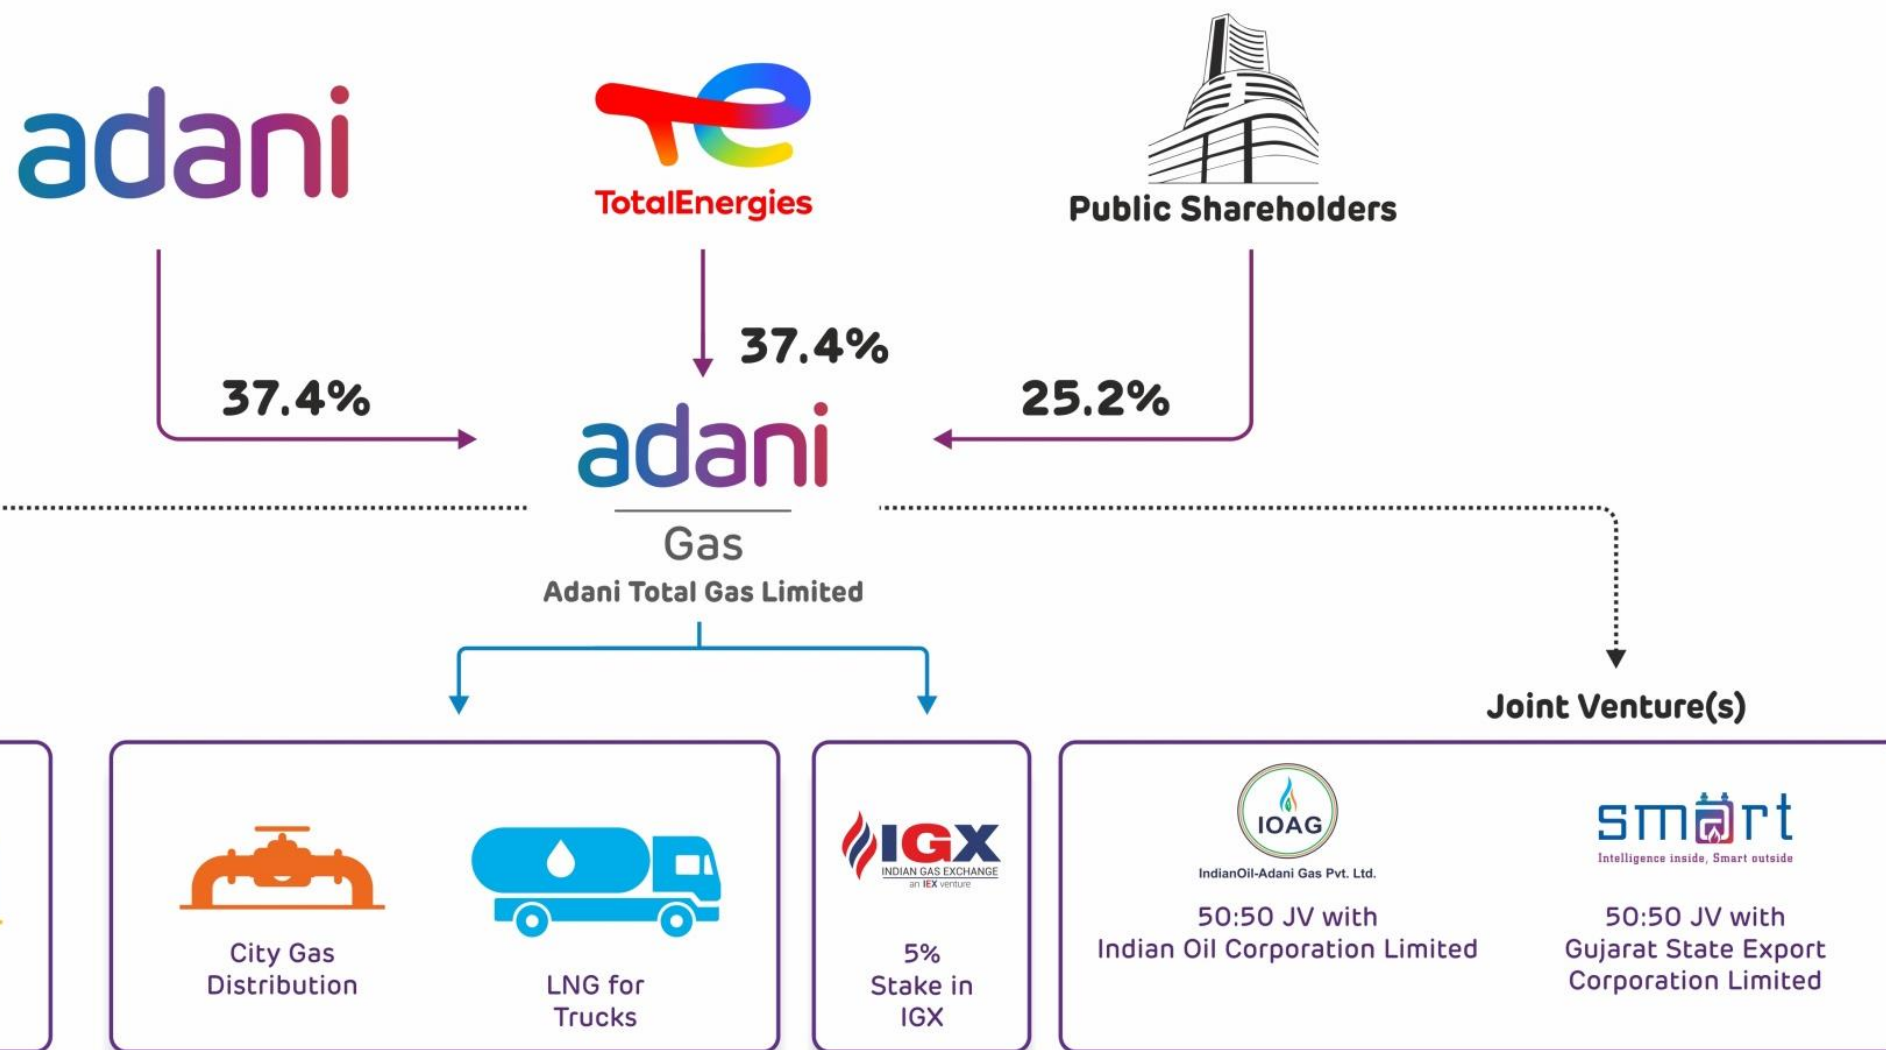 adani
TotalEnergies
Public Shareholders
37.4%
37.4%
25.2%
adani
Gas
Adani Total Gas Limited
Joint Venture(s)
City Gas
Distribution
LNG for
Trucks
IGX
INDIAN GAS EXCHANGE
an IEX venture
5%
Stake in
IGX
IOAG
IndianOil-Adani Gas Pvt. Ltd.
50:50 JV with
Indian Oil Corporation Limited
smart
Intelligence inside, Smart outside
50:50 JV with
Gujarat State Export
Corporation Limited